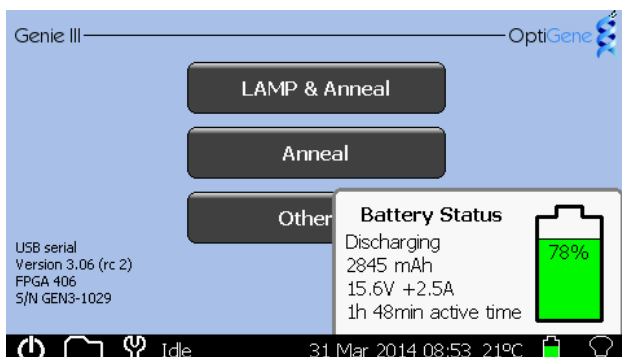 Genie III
OptiGene
LAMP & Anneal
Anneal
Other
Battery Status
Discharging
2845 mAh
15.6V +2.5A
1h 48min active time
78%
USB serial
Version 3.06 (rc 2)
FPGA 406
S/N GEN3-1029
Idle
31 Mar 2014 08:53 21ºC